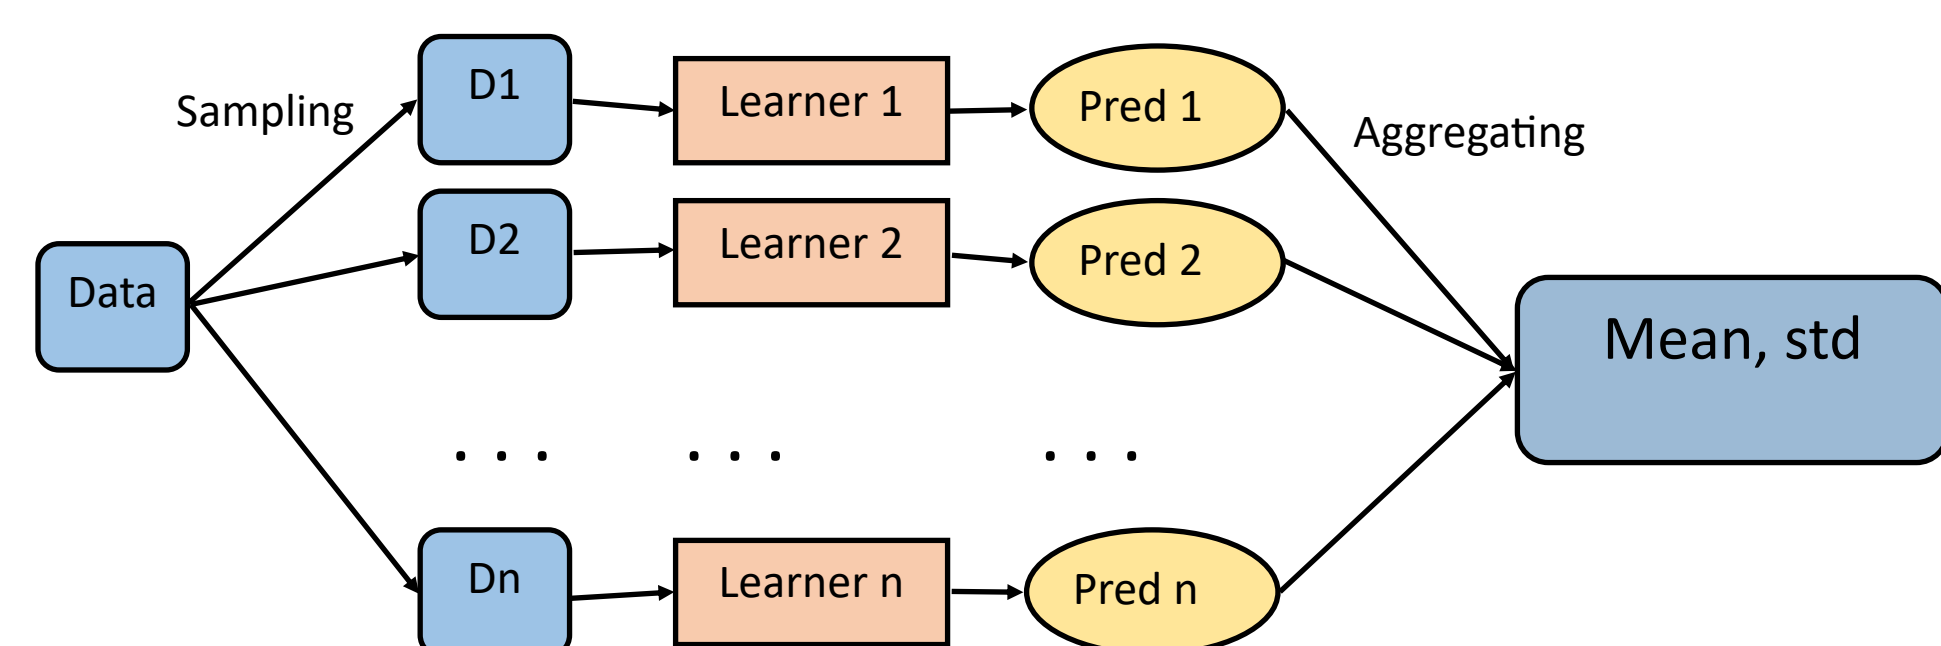 Sampling
D1
Learner 1
Pred 1
Aggregating
D2
Learner 2
Pred 2
Data
Mean, std
. . .
. . .
. . .
Dn
Learner n
Pred n